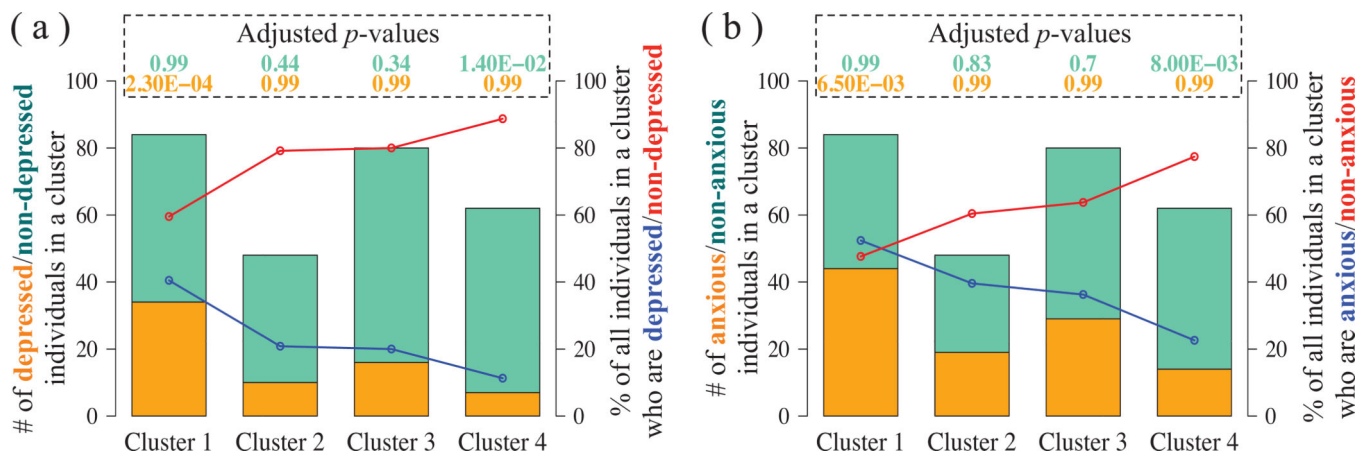 ( a )
Adjusted p-values
0.99 0.44 0.34 1.40E-02
2.30E-04 0.99 0.99 0.99
# of depressed/non-depressed
individuals in a cluster
100
80
60
40
20
0
100
80
60
40
20
0
% of all individuals in a cluster
who are depressed/non-depressed
Cluster 1 Cluster 2 Cluster 3 Cluster 4
( b )
Adjusted p-values
0.99 0.83 0.7 8.00E-03
6.50E-03 0.99 0.99 0.99
# of anxious/non-anxious
individuals in a cluster
100
80
60
40
20
0
100
80
60
40
20
0
% of all individuals in a cluster
who are anxious/non-anxious
Cluster 1 Cluster 2 Cluster 3 Cluster 4